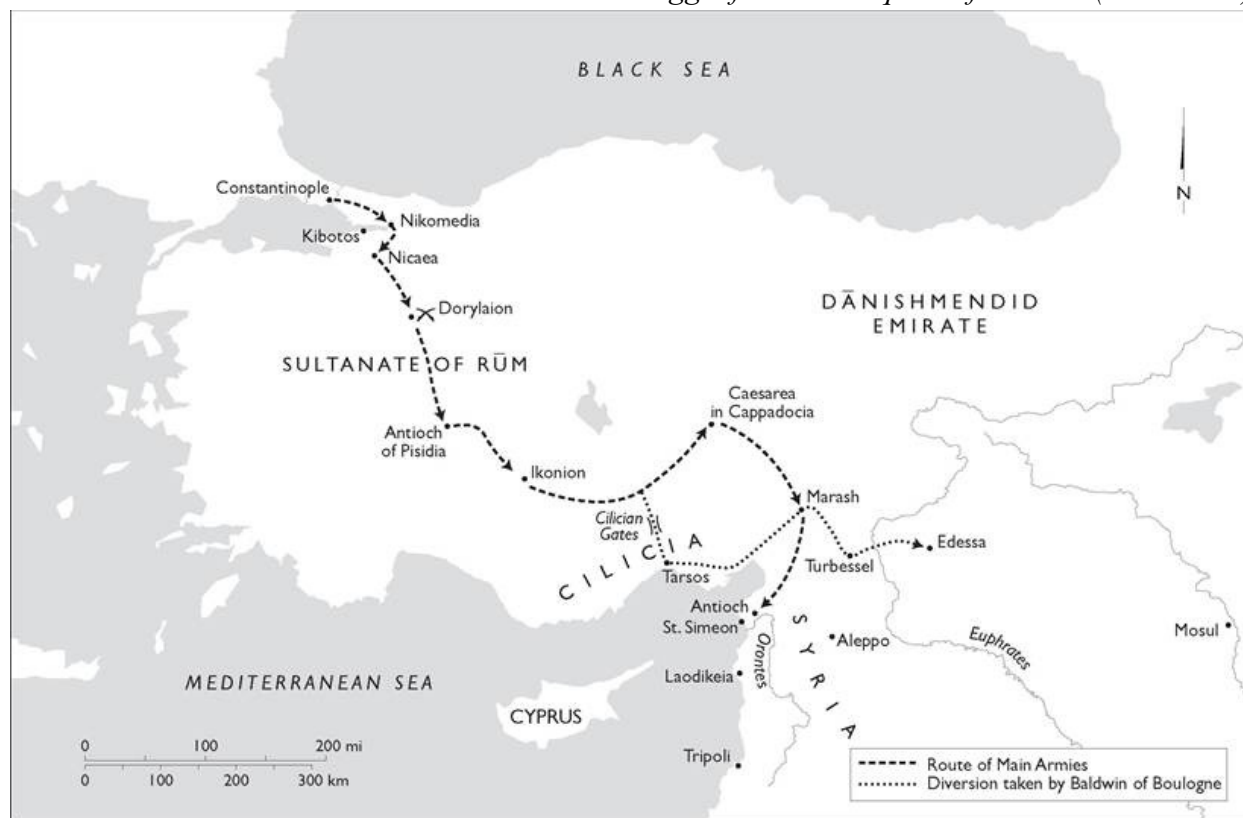 BLACK SEA
N
Constantinople
Nikomedia
Kibotos
Nicaea
Dorylaion
DĀNISHMENDID
EMIRATE
SULTANATE OF RŪM
Caesarea
in Cappadocia
Antioch
of Pisidia
Ikonion
Marash
Cilician
Gates
Edessa
CILICIA
Tarsos
Turbessel
Antioch
St. Simeon
Orontes
SYRIA
Aleppo
Euphrates
Mosul
Laodikeia
MEDITERRANEAN SEA
CYPRUS
Tripoli
0 100 200 mi
0 100 200 300 km
Route of Main Armies
Diversion taken by Baldwin of Boulogne